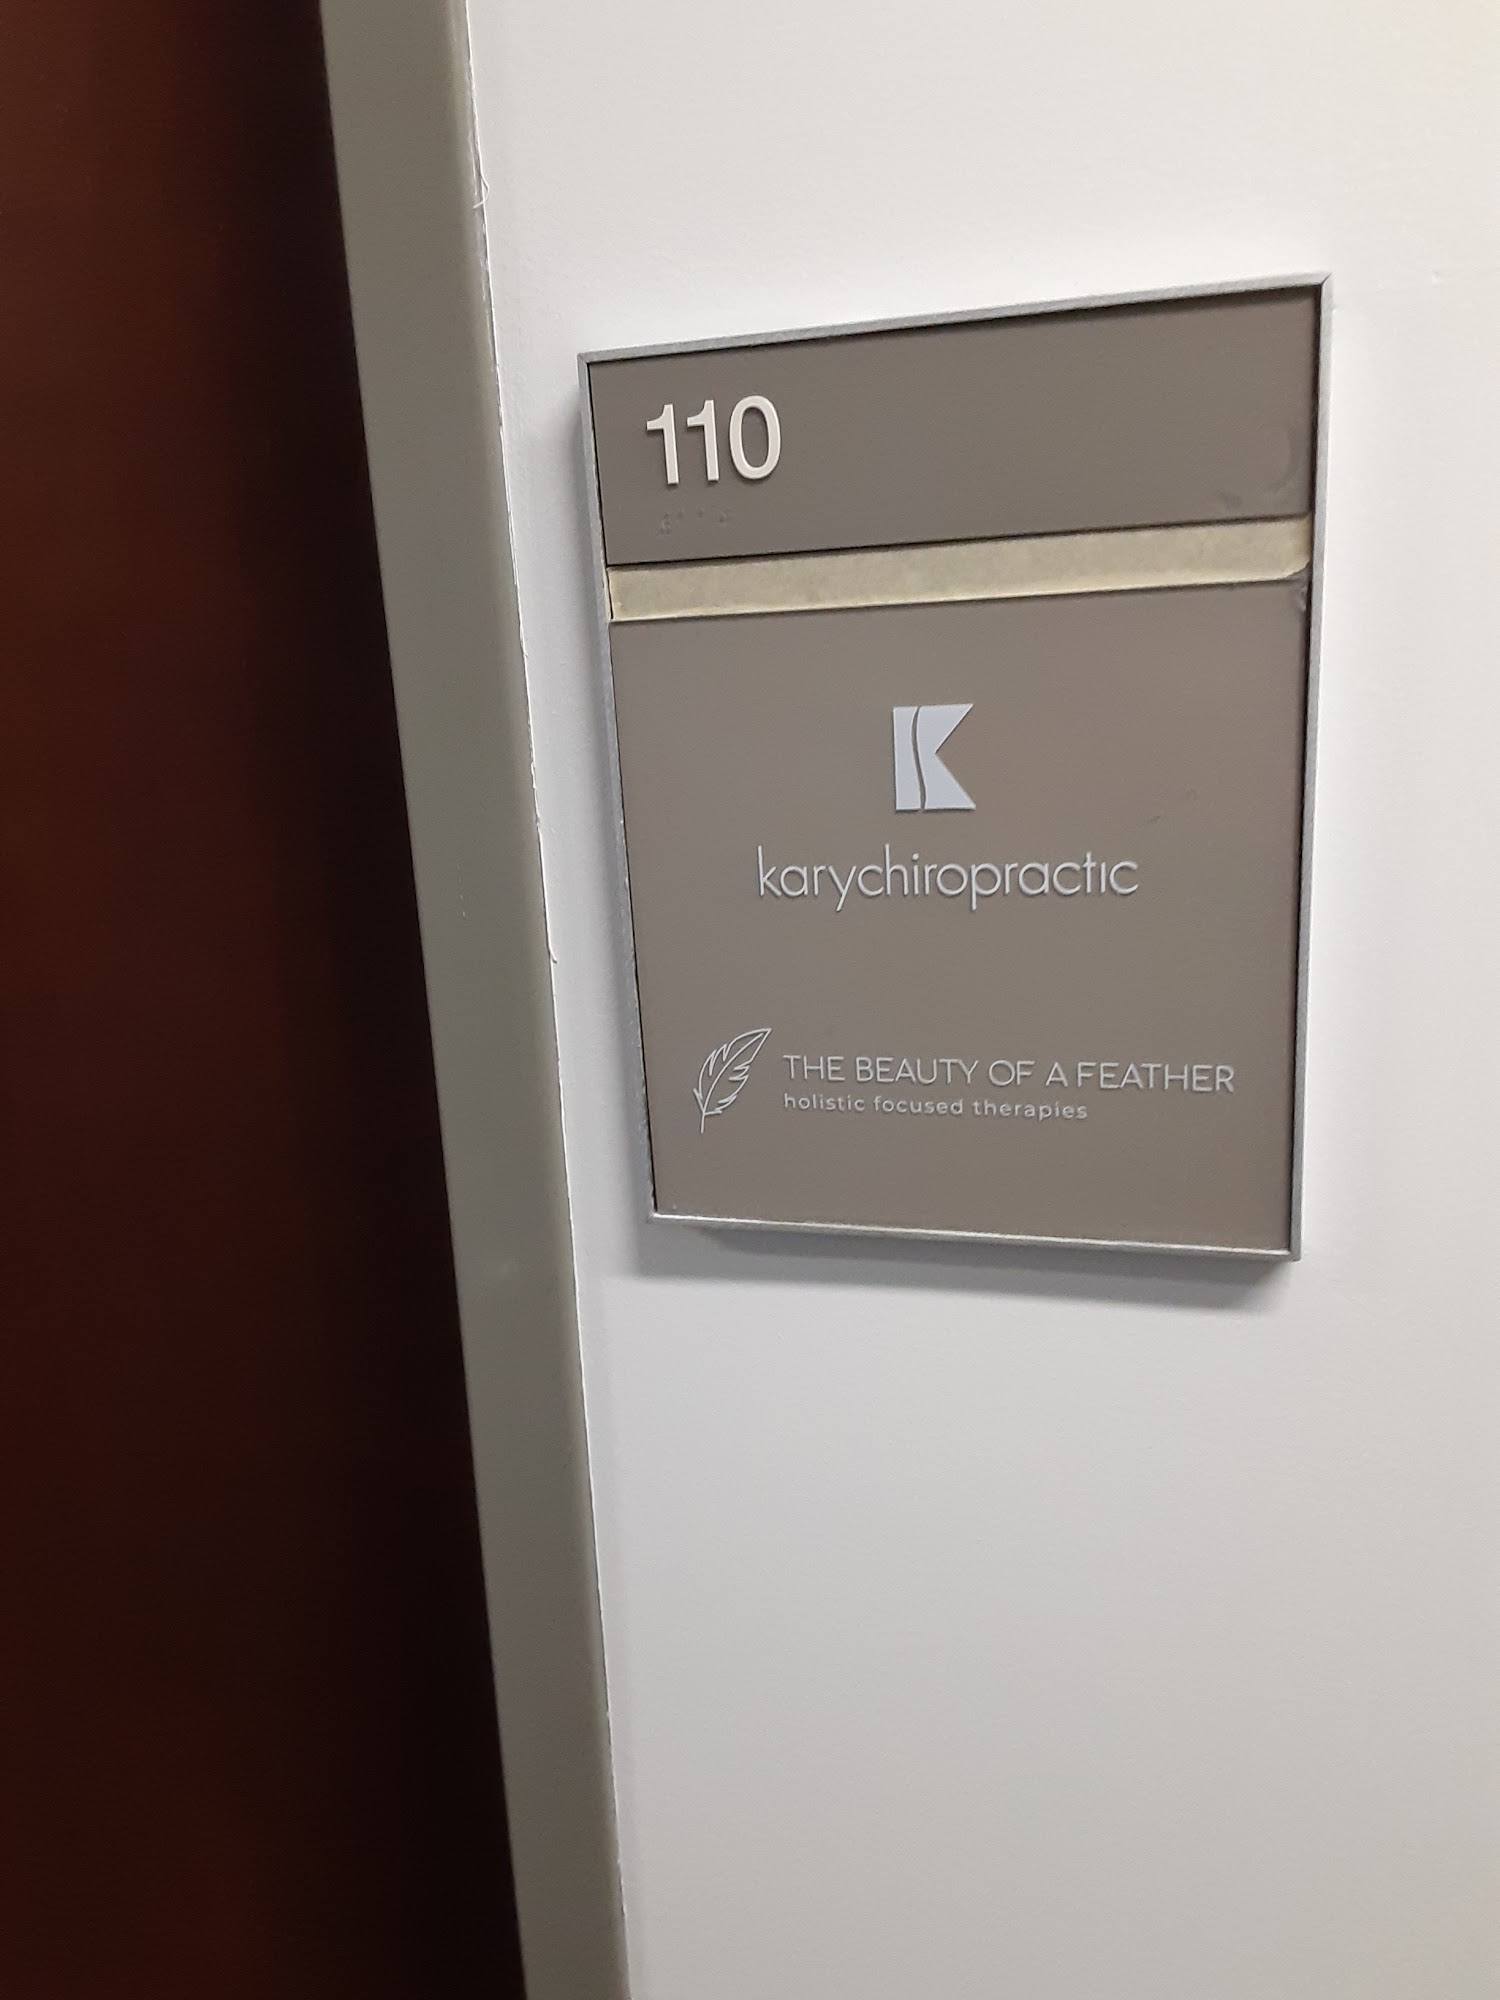 110
K
karychiropractic
THE BEAUTY OF A FEATHER
holistic focused therapies